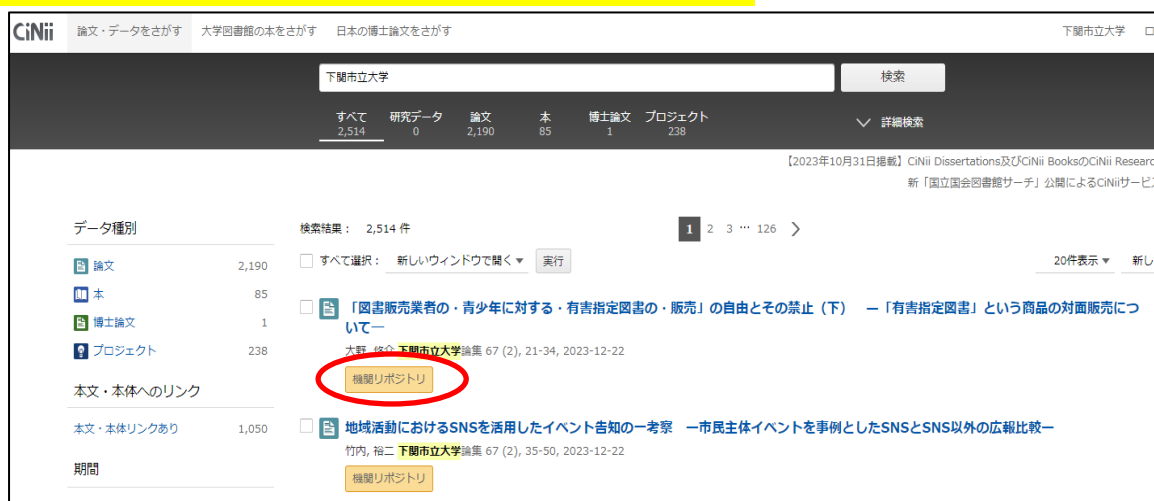 CiNii 論文・データをさがす 大学図書館の本をさがす 日本の博士論文をさがす 下関市立大学 ロ
下関市立大学 検索
すべて 研究データ 論文 本 博士論文 プロジェクト
2,514 0 2,190 85 1 238
詳細検索
【2023年10月31日掲載】CiNii Dissertations及びCiNii BooksのCiNii Researc
新「国立国会図書館サーチ」公開によるCiNiiサービス
データ種別 検索結果： 2,514 件 1 2 3 … 126
すべて選択： 新しいウィンドウで開く 実行 20件表示 新し
論文 2,190
本 85
博士論文 1
プロジェクト 238
「図書販売業者の・青少年に対する・有害指定図書の・販売」の自由とその禁止（下） ―「有害指定図書」という商品の対面販売につ
いて―
大野, 下関市立大学論集 67 (2), 21-34, 2023-12-22
機関リポジトリ
本文・本体へのリンク
本文・本体リンクあり 1,050
地域活動におけるSNSを活用したイベント告知の一考察 ―市民主体イベントを事例としたSNSとSNS以外の広報比較―
竹内, 裕二 下関市立大学論集 67 (2), 35-50, 2023-12-22
機関リポジトリ
期間